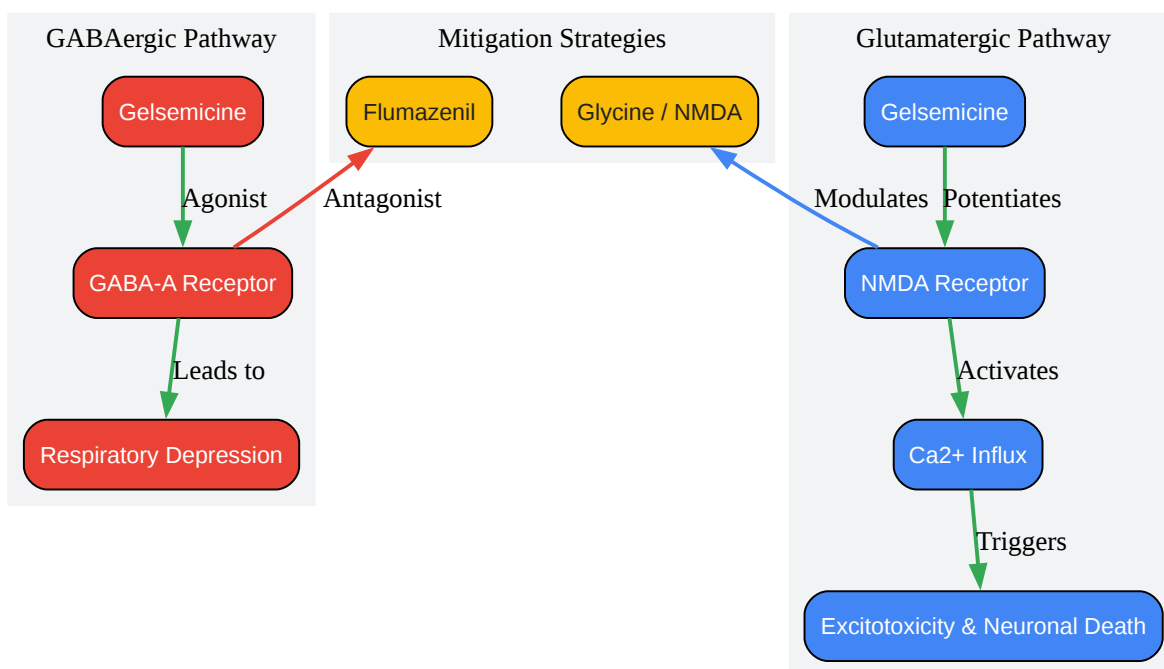 GABAergic Pathway
Mitigation Strategies
Glutamatergic Pathway
Gelsemicine
Flumazenil
Glycine / NMDA
Gelsemicine
Agonist
Antagonist
Modulates
Potentiates
GABA-A Receptor
NMDA Receptor
Leads to
Activates
Respiratory Depression
Ca2+ Influx
Triggers
Excitotoxicity & Neuronal Death